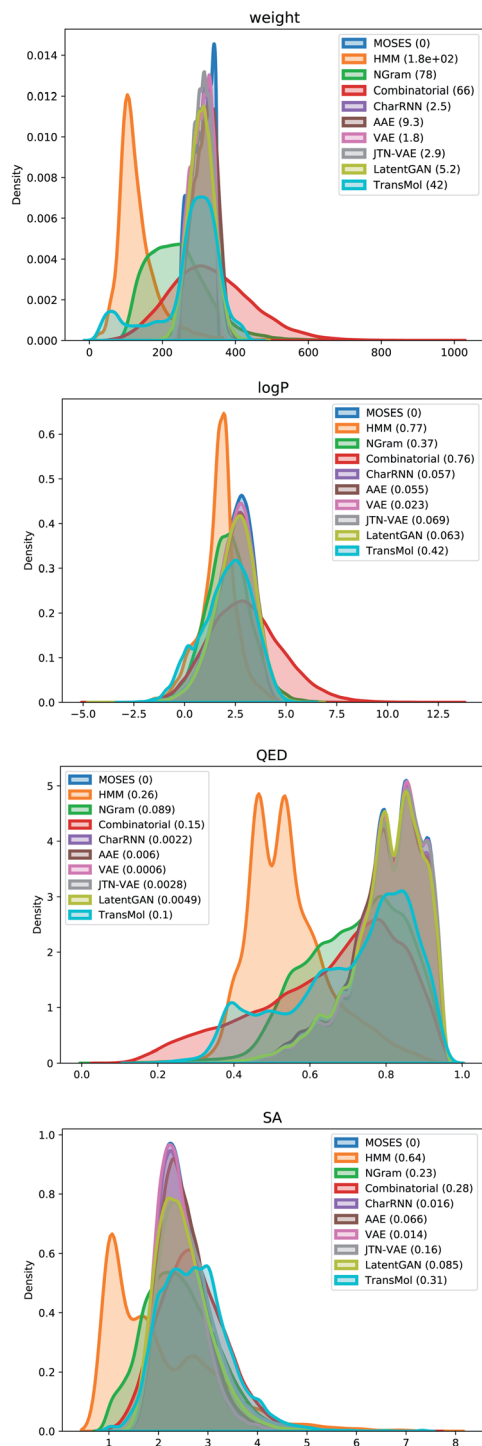 weight
0.014
0.012
0.010
0.008
0.006
0.004
0.002
0.000
Density
0
200
400
600
800
1000
MOSES (0)
HMM (1.8e+02)
NGram (78)
Combinatorial (66)
CharRNN (2.5)
AAE (9.3)
VAE (1.8)
JTN-VAE (2.9)
LatentGAN (5.2)
TransMol (42)
logP
0.6
0.5
0.4
0.3
0.2
0.1
0.0
Density
−5.0
−2.5
0.0
2.5
5.0
7.5
10.0
12.5
MOSES (0)
HMM (0.77)
NGram (0.37)
Combinatorial (0.76)
CharRNN (0.057)
AAE (0.055)
VAE (0.023)
JTN-VAE (0.069)
LatentGAN (0.063)
TransMol (0.42)
QED
5
4
3
2
1
0
Density
0.0
0.2
0.4
0.6
0.8
1.0
MOSES (0)
HMM (0.26)
NGram (0.089)
Combinatorial (0.15)
CharRNN (0.0022)
AAE (0.006)
VAE (0.0006)
JTN-VAE (0.0028)
LatentGAN (0.0049)
TransMol (0.1)
SA
1.0
0.8
0.6
0.4
0.2
0.0
Density
1
2
3
4
5
6
7
8
MOSES (0)
HMM (0.64)
NGram (0.23)
Combinatorial (0.28)
CharRNN (0.016)
AAE (0.066)
VAE (0.014)
JTN-VAE (0.16)
LatentGAN (0.085)
TransMol (0.31)